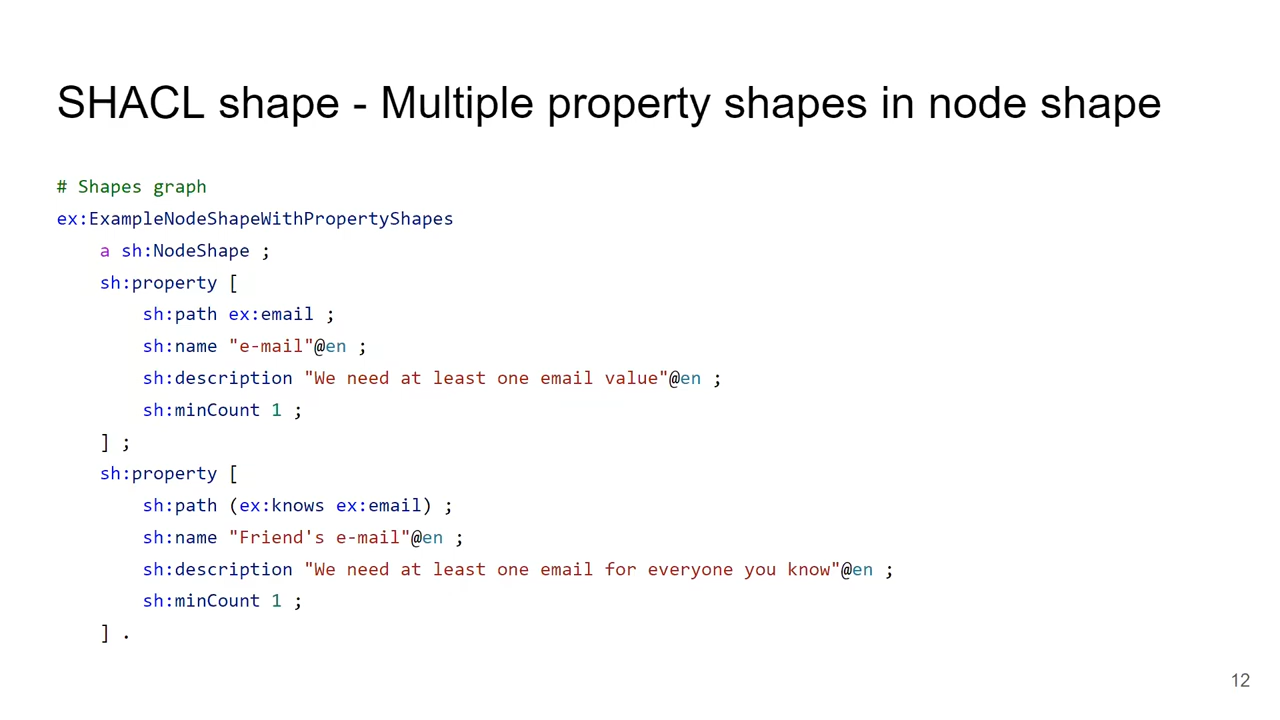 SHACL shape - Multiple property shapes in node shape
# Shapes graph
ex:ExampleNodeShapeWithPropertyShapes
    a sh:NodeShape ;
    sh:property [
        sh:path ex:email ;
        sh:name "e-mail"@en ;
        sh:description "We need at least one email value"@en ;
        sh:minCount 1 ;
    ] ;
    sh:property [
        sh:path (ex:knows ex:email) ;
        sh:name "Friend's e-mail"@en ;
        sh:description "We need at least one email for everyone you know"@en ;
        sh:minCount 1 ;
    ] .
12